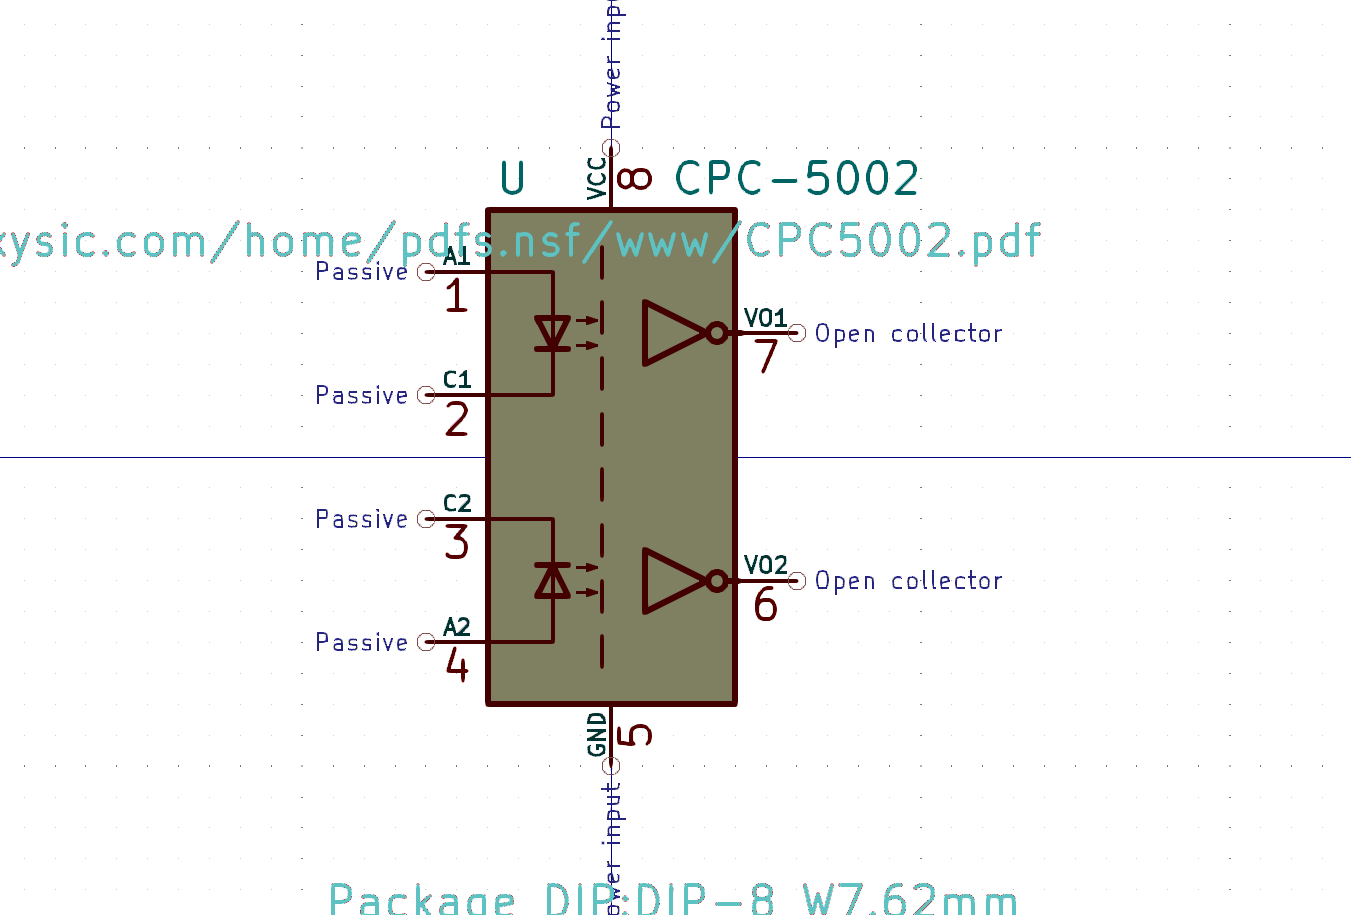 Power
VCC
8
U
CPC-5002
xysic.com/home/pdfs.nsf/www/CPC5002.pdf
Passive A1
1
VO1 Open collector
7
Passive C1
2
Passive C2
3
VO2 Open collector
6
Passive A2
4
GND
5
input
Package_DIP:DIP-8_W7.62mm